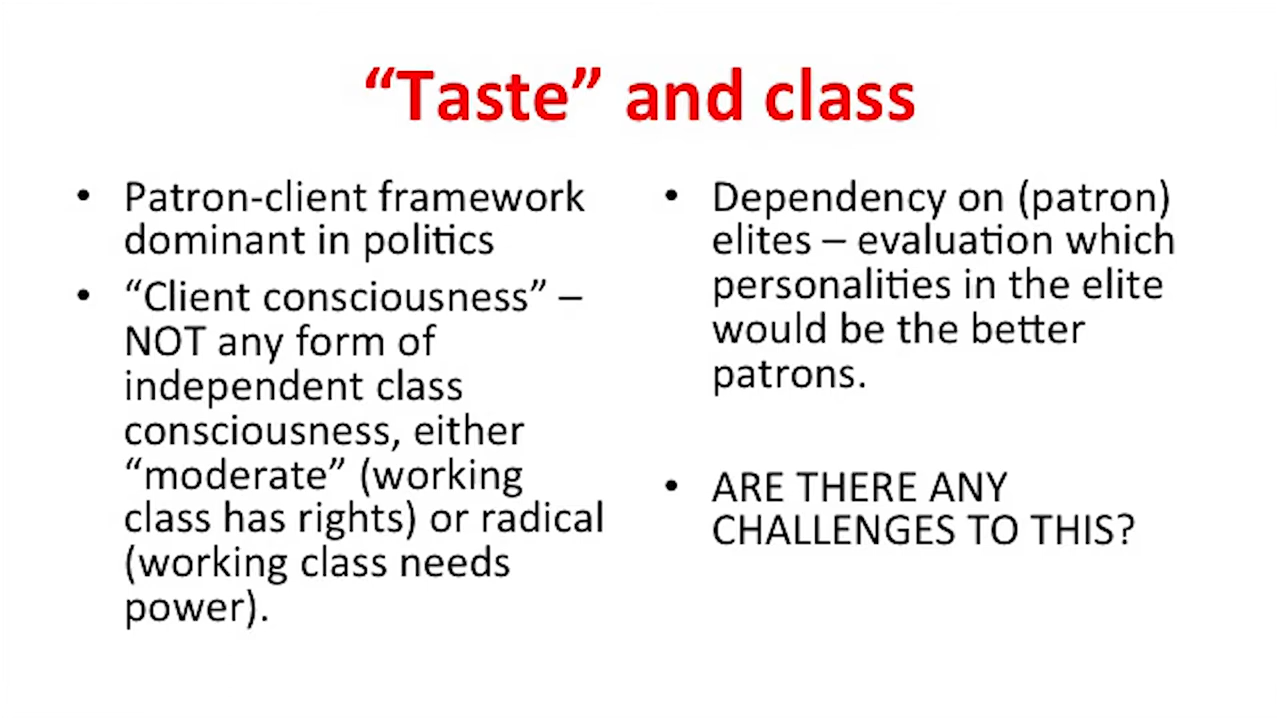 “Taste” and class
• Patron-client framework
dominant in politics
• “Client consciousness” –
NOT any form of
independent class
consciousness, either
“moderate” (working
class has rights) or radical
(working class needs
power).
• Dependency on (patron)
elites – evaluation which
personalities in the elite
would be the better
patrons.
• ARE THERE ANY
CHALLENGES TO THIS?